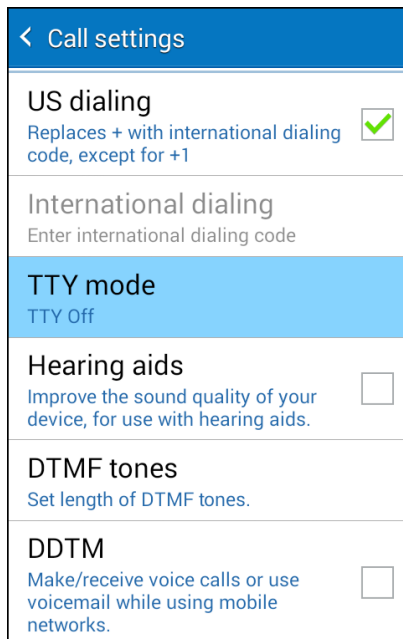 Call settings
US dialing
Replaces + with international dialing
code, except for +1
International dialing
Enter international dialing code
TTY mode
TTY Off
Hearing aids
Improve the sound quality of your
device, for use with hearing aids.
DTMF tones
Set length of DTMF tones.
DDTM
Make/receive voice calls or use
voicemail while using mobile
networks.